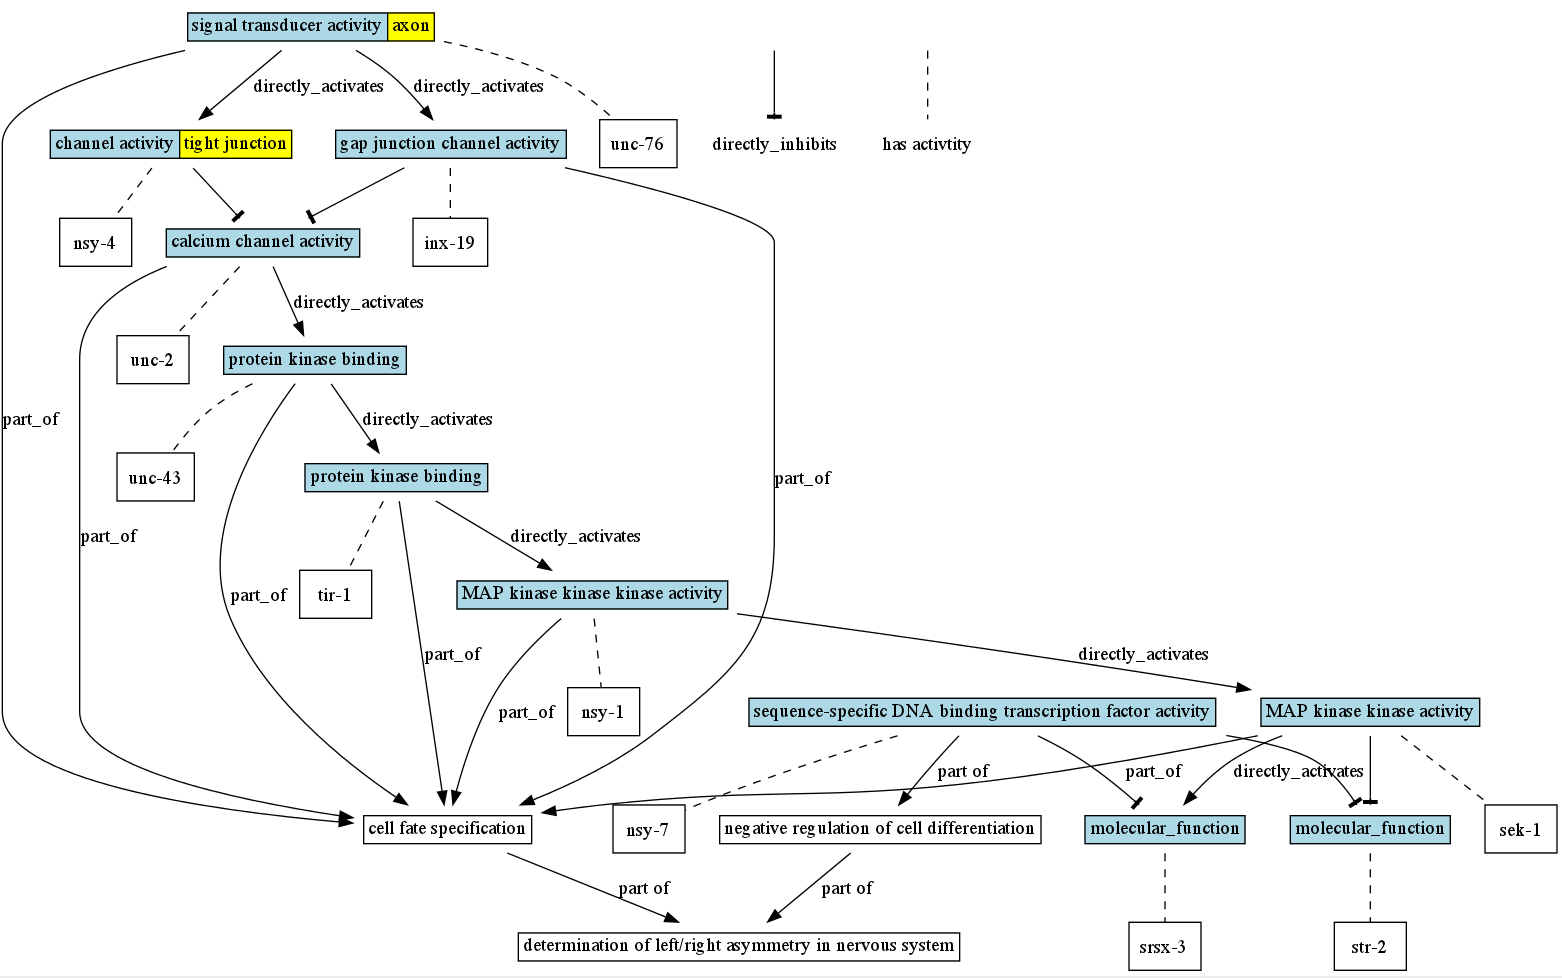 signal transducer activity axon
directly_activates directly_activates
channel activity tight junction gap junction channel activity unc-76 directly_inhibits has activtity
nsy-4 calcium channel activity inx-19
directly_activates
unc-2 protein kinase binding
part_of directly_activates
unc-43 protein kinase binding part_of
part_of directly_activates
part_of tir-1 MAP kinase kinase kinase activity
part_of directly_activates
part_of nsy-1 sequence-specific DNA binding transcription factor activity MAP kinase kinase activity
part of part_of directly_activates
cell fate specification nsy-7 negative regulation of cell differentiation molecular_function molecular_function sek-1
part of part of
determination of left/right asymmetry in nervous system srsx-3 str-2